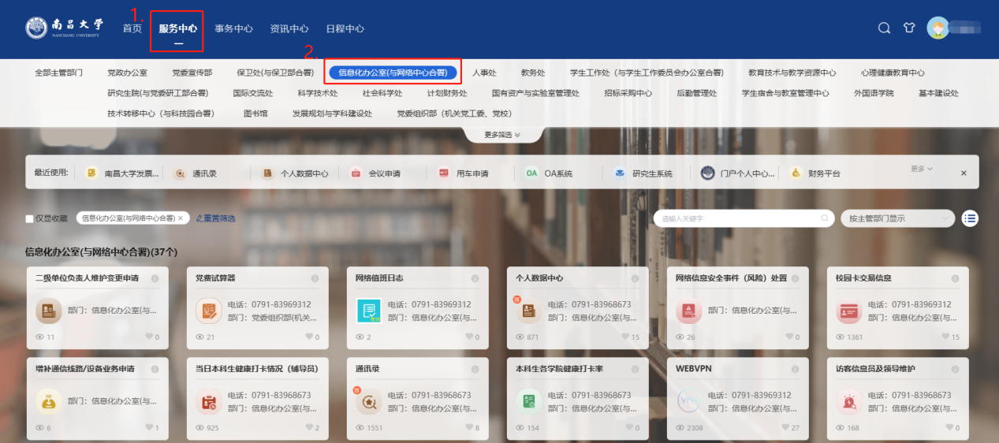 1.
南昌大学
NANCHANG UNIVERSITY
首页 服务中心 事务中心 资讯中心 日程中心
2.
全部主管部门 党政办公室 党委宣传部 保卫处(与保卫部合署) 信息化办公室(与网络中心合署) 人事处 教务处 学生工作处（与学生工作委员会办公室合署） 教育技术与教学资源中心 心理健康教育中心
研究生院(与党委研工部合署) 国际交流处 科学技术处 社会科学处 计划财务处 国有资产与实验室管理处 招标采购中心 后勤管理处 学生宿舍与教室管理中心 外国语学院 基本建设处
技术转移中心（与科技园合署） 图书馆 发展规划与学科建设处 党委组织部（机关党工委、党校）
更多筛选
最近使用: 南昌大学发票... 通讯录 个人数据中心 会议申请 用车申请 OA OA系统 研究生系统 门户个人中心... 财务平台 更多 ×
仅显收藏 信息化办公室(与网络中心合署) × 重置筛选 请输入关键字 按主管部门显示
信息化办公室(与网络中心合署)(37个)
二级单位负责人维护变更申请 党费试算器 网络值班日志 个人数据中心 网络信息安全事件（风险）处置 校园卡交易信息
电话：0791-83969312 电话：0791-83969312 电话：0791-83968673 电话：0791-83969312
部门：信息化办公室(与... 部门：党委组织部(机关... 部门：信息化办公室(与... 荐 部门：信息化办公室(与... 部门：信息化办公室(与... 部门：信息化办公室(与...
11 0 21 0 2 0 871 15 26 0 1361 15
增补通信线路/设备业务申请 当日本科生健康打卡情况（辅导员） 通讯录 本科生各学院健康打卡率 WEBVPN 访客信息员及领导维护
电话：0791-83968673 电话：0791-83968673 电话：0791-83968673 电话：0791-83969312 电话：0791-83968673
部门：信息化办公室(与... 部门：信息化办公室(与... 荐 部门：信息化办公室(与... 部门：信息化办公室(与... VPN 部门：信息化办公室(与... 部门：信息化办公室(与...
6 1 925 2 1551 8 154 0 2308 27 168 0